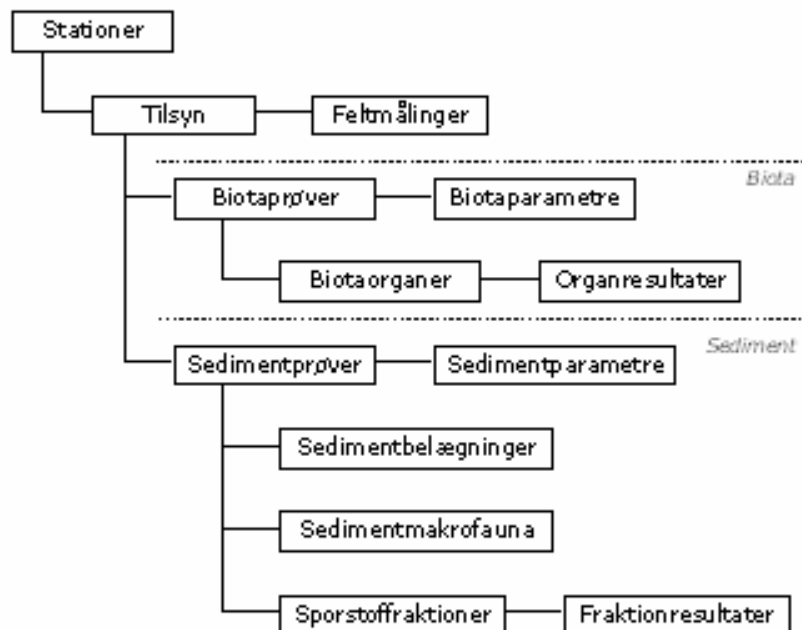 Stationer
Tilsyn
Feltmålinger
Biota
Biotaprøver
Biotaparametre
Biotaorganer
Organresultater
Sediment
Sedimentprøver
Sedimentparametre
Sedimentbelægninger
Sedimentmakrofauna
Sporstoffraktioner
Fraktionresultater